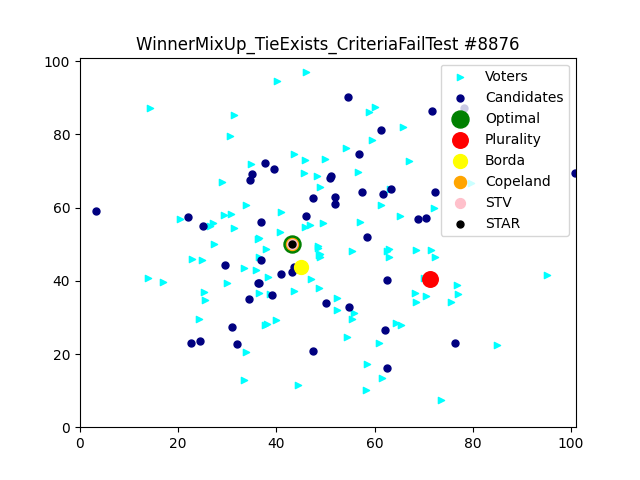 WinnerMixUp_TieExists_CriteriaFailTest #8876
100
80
60
40
20
0
0 20 40 60 80 100
Voters
Candidates
Optimal
Plurality
Borda
Copeland
STV
STAR